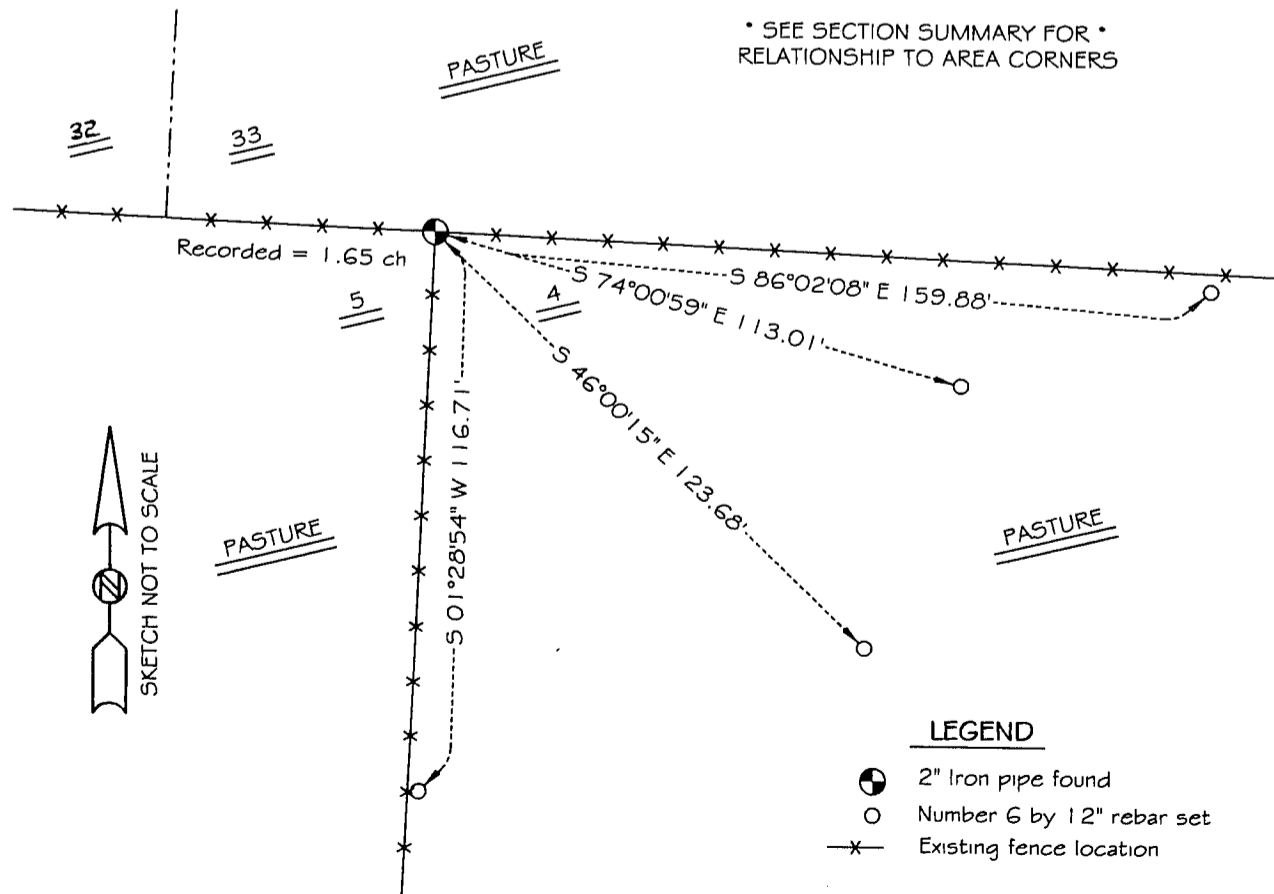 * SEE SECTION SUMMARY FOR *
RELATIONSHIP TO AREA CORNERS
PASTURE
32
33
Recorded = 1.65 ch
5
4
S 86°02'08" E 159.88'
S 74°00'59" E 113.01'
S 46°00'15" E 123.68'
S 01°28'54" W 116.71'
N
SKETCH NOT TO SCALE
PASTURE
PASTURE
LEGEND
2" Iron pipe found
Number 6 by 12" rebar set
Existing fence location